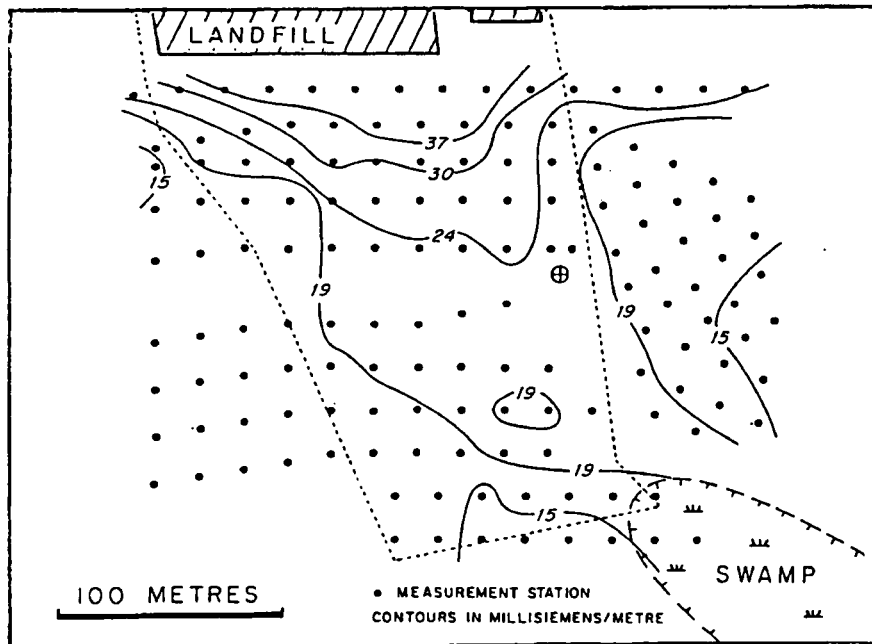 LANDFILL
37
30
15
24
19
19
15
19
19
15
SWAMP
100 METRES
MEASUREMENT STATION
CONTOURS IN MILLISIEMENS/METRE